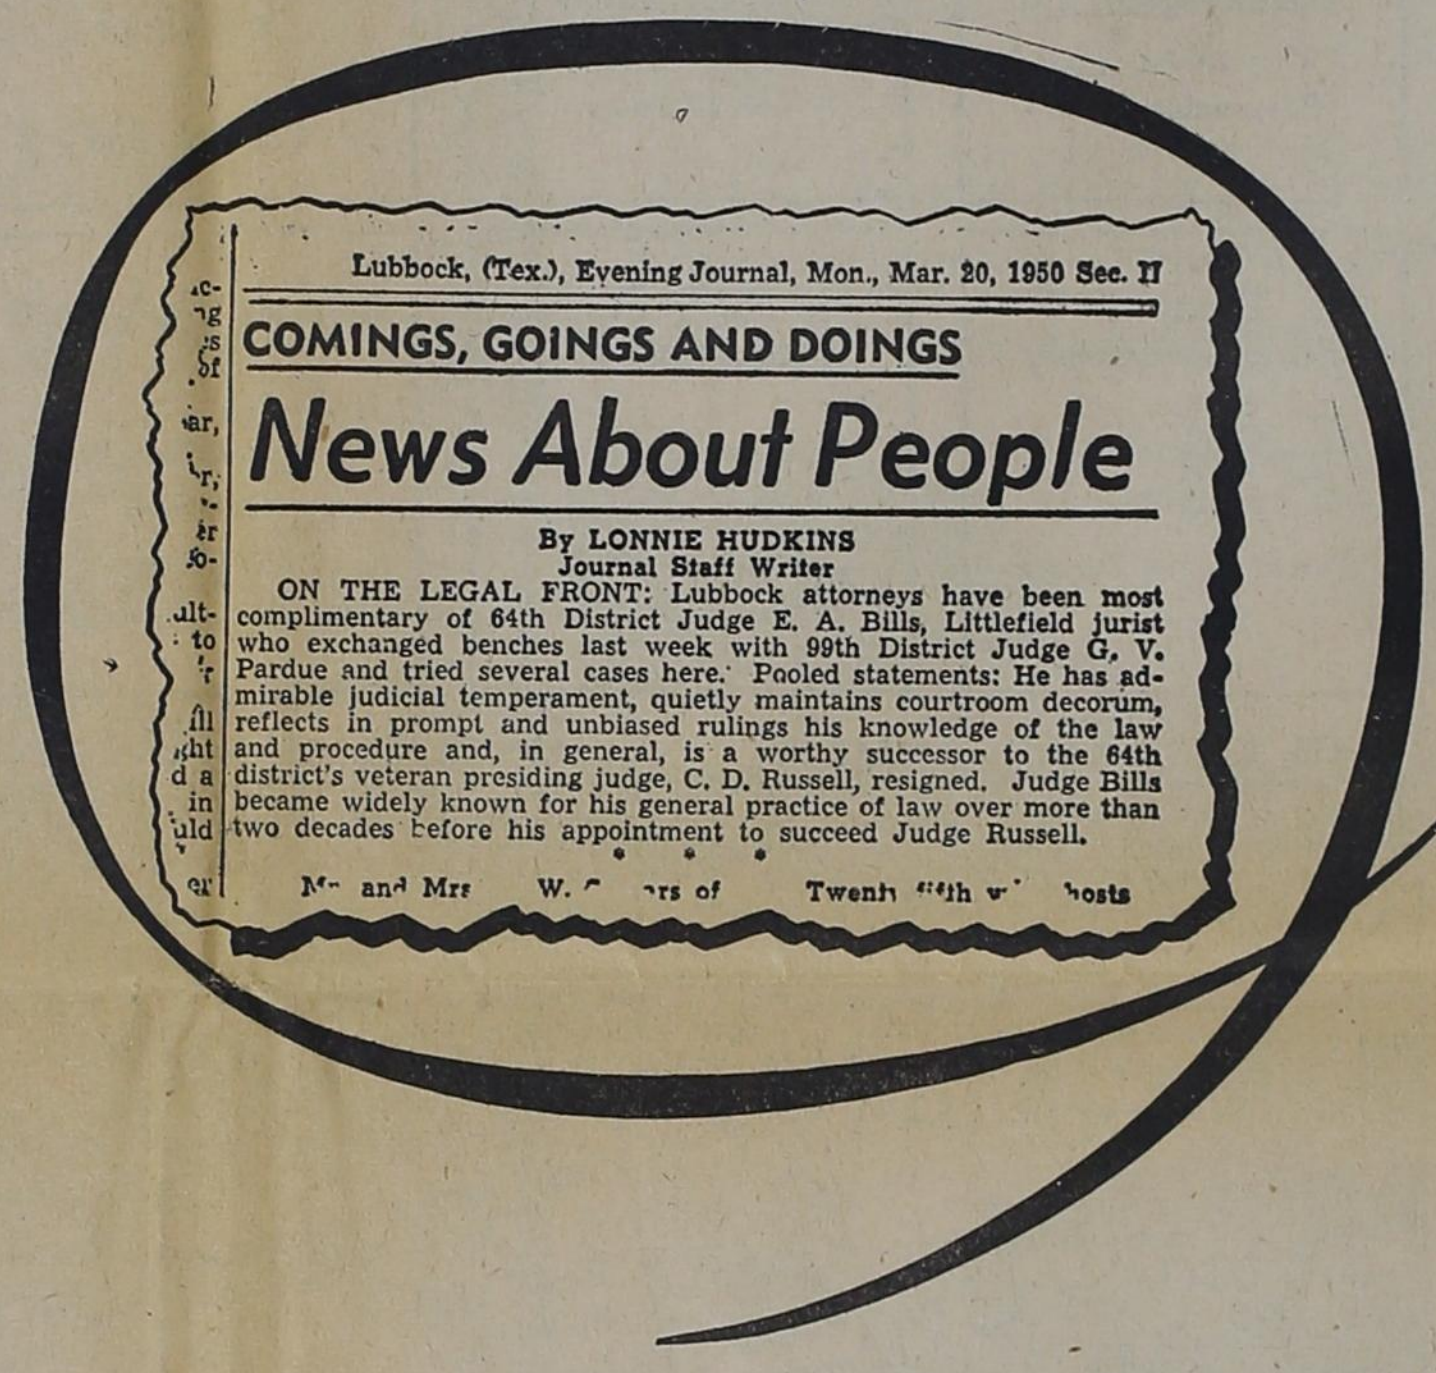 Lubbock, (Tex.), Evening Journal, Mon., Mar. 20, 1950 Sec. II
COMINGS, GOINGS AND DOINGS
News About People
By LONNIE HUDKINS
Journal Staff Writer
ON THE LEGAL FRONT: Lubbock attorneys have been most
complimentary of 64th District Judge E. A. Bills, Littlefield jurist
who exchanged benches last week with 99th District Judge G. V.
Pardue and tried several cases here. Pooled statements: He has ad-
mirable judicial temperament, quietly maintains courtroom decorum,
reflects in prompt and unbiased rulings his knowledge of the law
and procedure and, in general, is a worthy successor to the 64th
district's veteran presiding judge, C. D. Russell, resigned. Judge Bills
became widely known for his general practice of law over more than
two decades before his appointment to succeed Judge Russell.
* * *
and Mrs W. of
to
d a
in